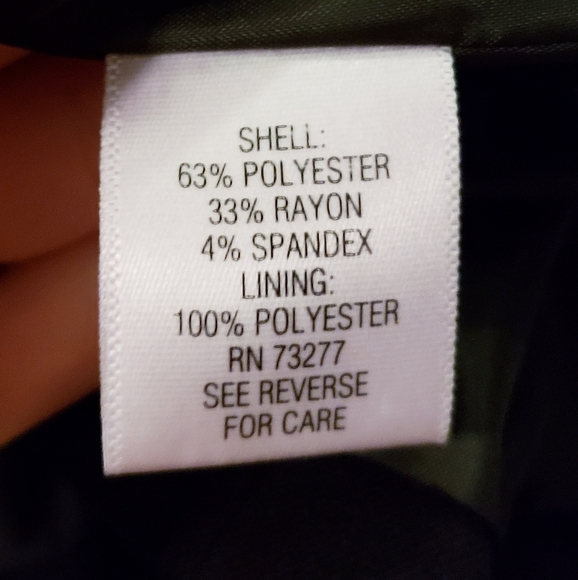 SHELL:
63% POLYESTER
33% RAYON
4% SPANDEX
LINING:
100% POLYESTER
RN 73277
SEE REVERSE
FOR CARE